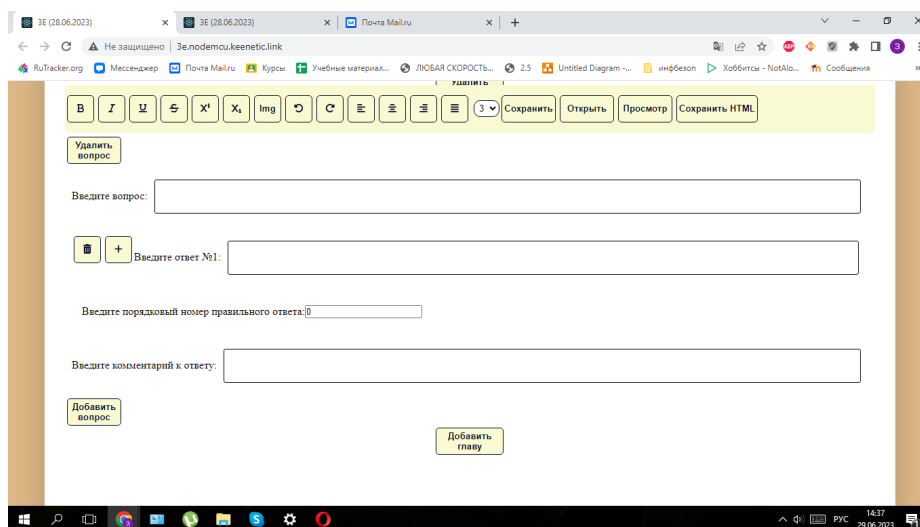 3E (28.06.2023)
3E (28.06.2023)
Почта Mail.ru
Не защищено 3e.nodemcu.keenetic.link
ABP
3
RuTracker.org Мессенджер Почта Mail.ru Курсы Учебные материал... ЛЮБАЯ СКОРОСТЬ... 2.5 Untitled Diagram -... инфбезоп Хоббитсы - NotAlo... Сообщения
Удалить
B I U S X¹ X₁ Img 3 Сохранить Открыть Просмотр Сохранить HTML
Удалить
вопрос
Введите вопрос:
Введите ответ №1:
Введите порядковый номер правильного ответа: 0
Введите комментарий к ответу:
Добавить
вопрос
Добавить
главу
РУС
14:37
29.06.2023